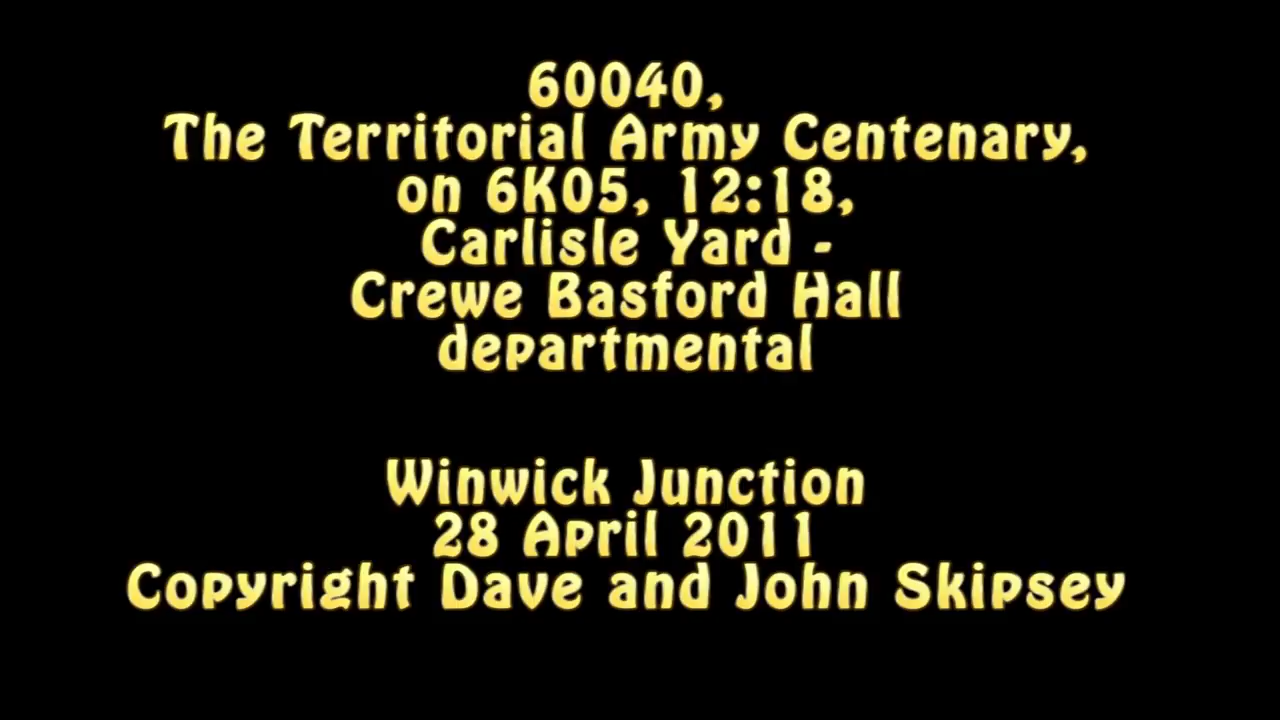 60040,
The Territorial Army Centenary,
on 6K05, 12:18,
Carlisle Yard -
Crewe Basford Hall
departmental
Winwick Junction
28 April 2011
Copyright Dave and John Skipsey